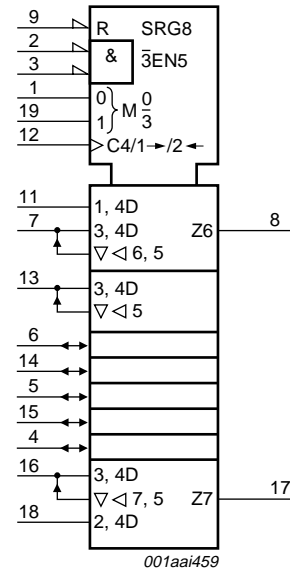 9 R SRG8
2 & 3̅EN5
3
1 0 } M 0/3
19 1
12 C4/1→/2←
11 1, 4D
7 3, 4D Z6 8
▽ ◁ 6, 5
13 3, 4D
▽ ◁ 5
6
14
5
15
4
16 3, 4D
▽ ◁ 7, 5 Z7 17
18 2, 4D
001aai459